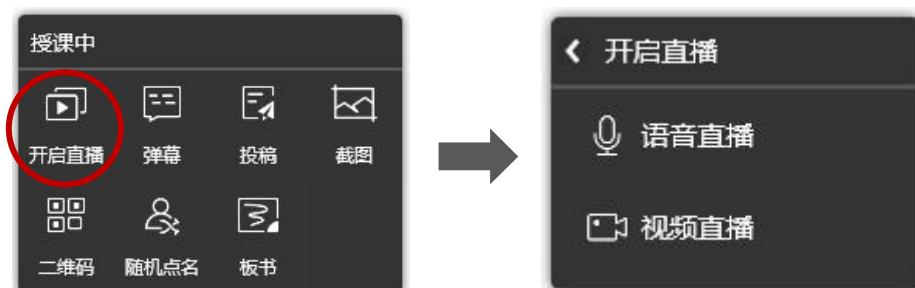 授课中
开启直播 弹幕 投稿 截图
二维码 随机点名 板书
开启直播
语音直播
视频直播